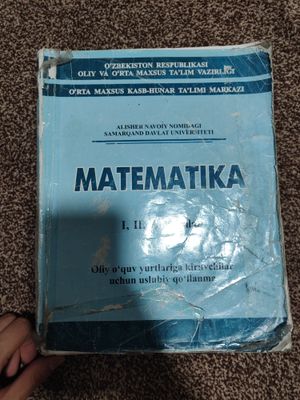 O'ZBEKISTON RESPUBLIKASI
OLIY VA O'RTA MAXSUS TA'LIM VAZIRLIGI
O'RTA MAXSUS KASB-HUNAR TA'LIMI MARKAZI
ALISHER NAVOIY NOMIDAGI
SAMARQAND DAVLAT UNIVERSITETI
MATEMATIKA
I, II,
Oliy o'quv yurtlariga kiruvchilar
uchun uslubiy qo'llanma